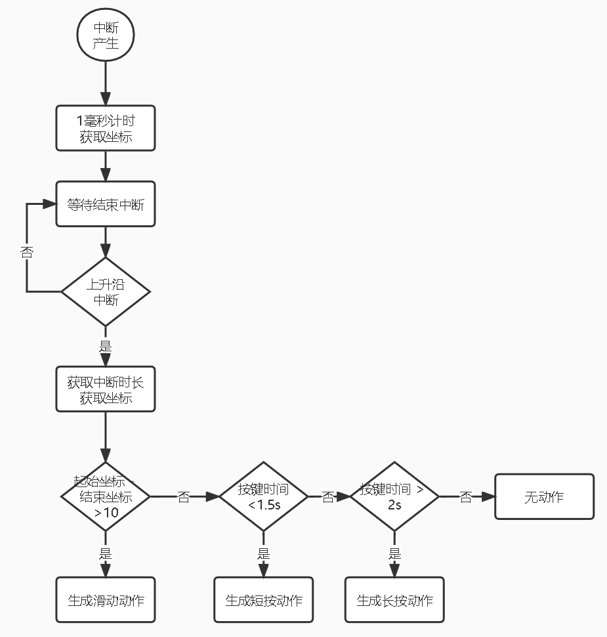 中断
产生
1毫秒计时
获取坐标
等待结束中断
否
上升沿
中断
是
获取中断时长
获取坐标
起始坐标 -
结束坐标
>10
否
按键时间
<1.5s
否
按键时间 >
2s
否
无动作
是
是
是
生成滑动动作
生成短按动作
生成长按动作